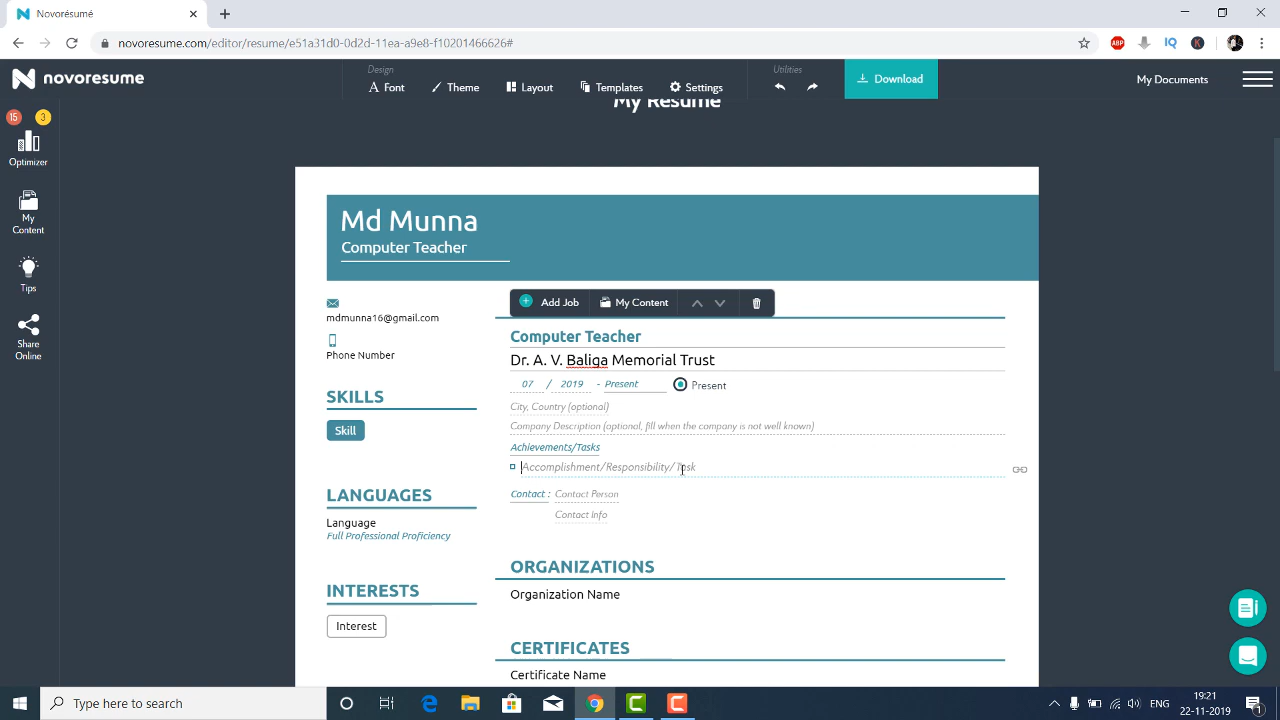 Novorésumé
novoresume.com/editor/resume/e51a31d0-0d2d-11ea-a9e8-f10201466626#
ABP
IQ
K
novoresume
Design
Font
Theme
Layout
Templates
Settings
Utilities
Download
My Documents
My Resume
15
3
Optimizer
My
Content
Tips
Share
Online
Md Munna
Computer Teacher
mdmunna16@gmail.com
Phone Number
SKILLS
Skill
LANGUAGES
Language
Full Professional Proficiency
INTERESTS
Interest
Add Job
My Content
Computer Teacher
Dr. A. V. Baliga Memorial Trust
07 / 2019 - Present Present
City, Country (optional)
Company Description (optional, fill when the company is not well known)
Achievements/Tasks
Accomplishment/Responsibility/Task
Contact : Contact Person
Contact Info
ORGANIZATIONS
Organization Name
CERTIFICATES
Certificate Name
Type here to search
ENG
19:21
22-11-2019